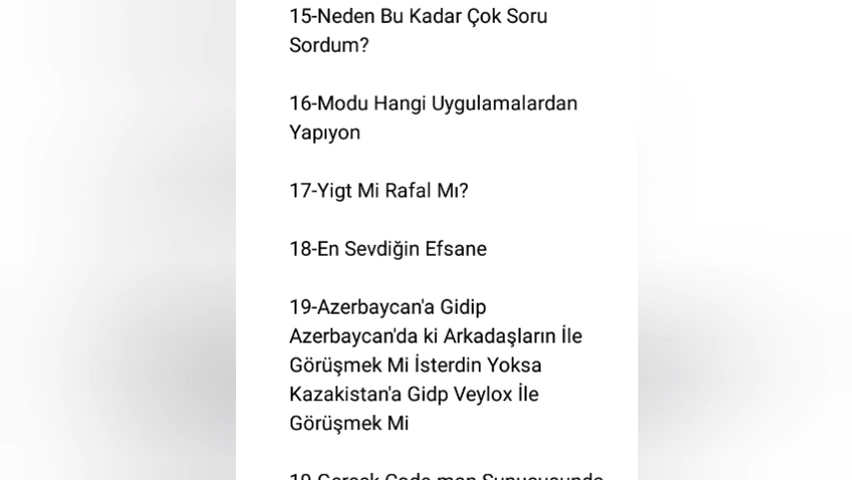 15-Neden Bu Kadar Çok Soru
Sordum?
16-Modu Hangi Uygulamalardan
Yapıyon
17-Yigt Mi Rafal Mı?
18-En Sevdiğin Efsane
19-Azerbaycan'a Gidip
Azerbaycan'da ki Arkadaşların İle
Görüşmek Mi İsterdin Yoksa
Kazakistan'a Gidp Veylox İle
Görüşmek Mi